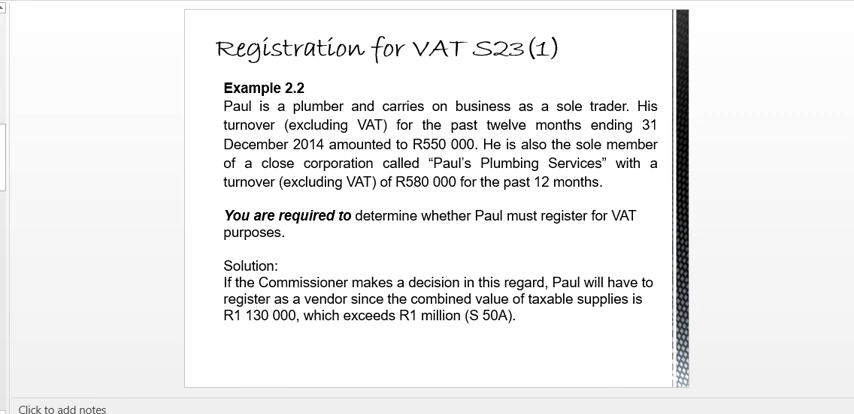 Registration for VAT S23(1)
Example 2.2
Paul is a plumber and carries on business as a sole trader. His
turnover (excluding VAT) for the past twelve months ending 31
December 2014 amounted to R550 000. He is also the sole member
of a close corporation called “Paul’s Plumbing Services” with a
turnover (excluding VAT) of R580 000 for the past 12 months.
You are required to determine whether Paul must register for VAT
purposes.
Solution:
If the Commissioner makes a decision in this regard, Paul will have to
register as a vendor since the combined value of taxable supplies is
R1 130 000, which exceeds R1 million (S 50A).
Click to add notes